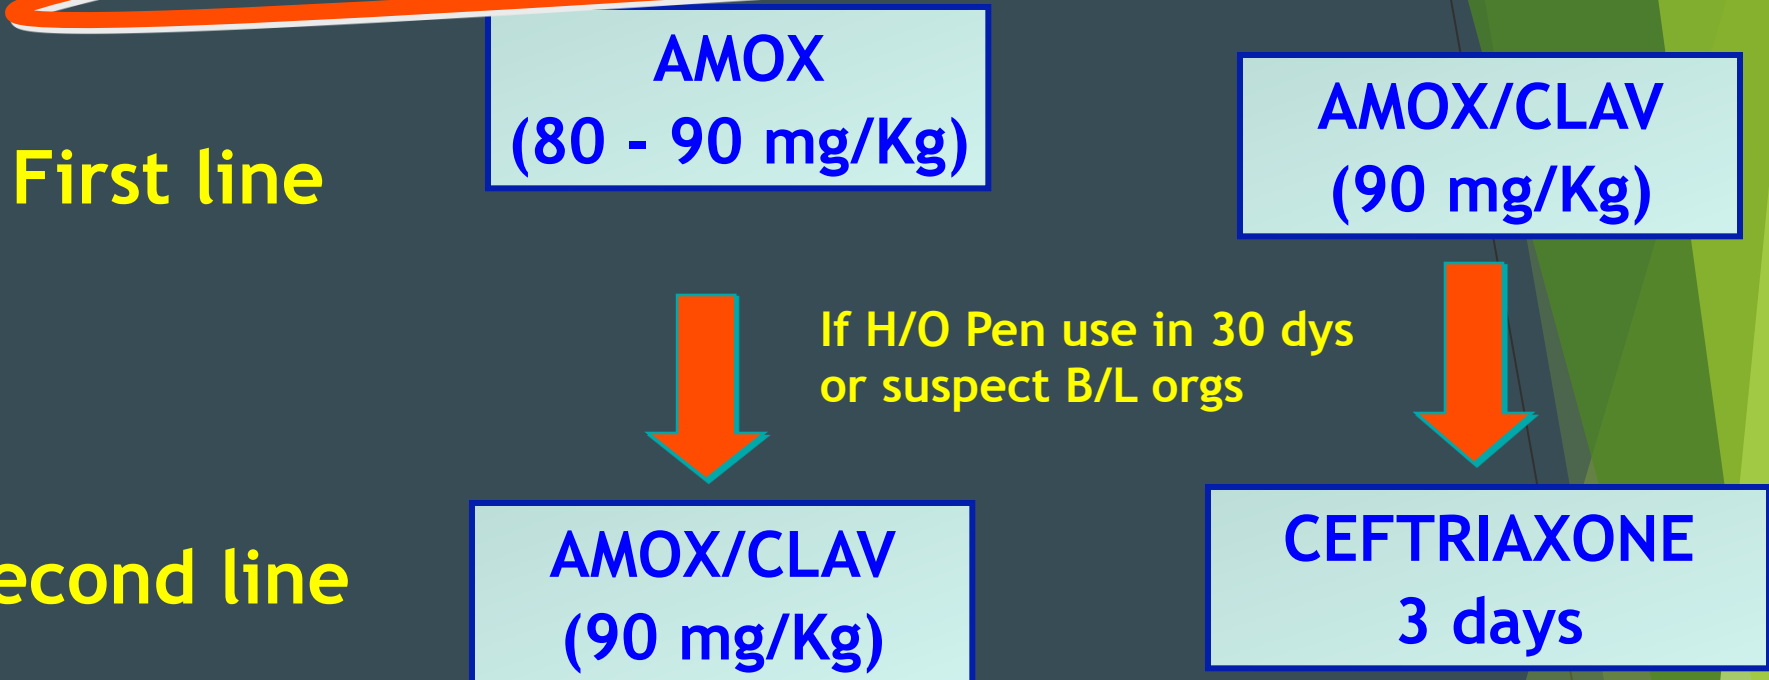 AMOX
(80 - 90 mg/Kg)
AMOX/CLAV
(90 mg/Kg)
First line
If H/O Pen use in 30 dys
or suspect B/L orgs
econd line
AMOX/CLAV
(90 mg/Kg)
CEFTRIAXONE
3 days